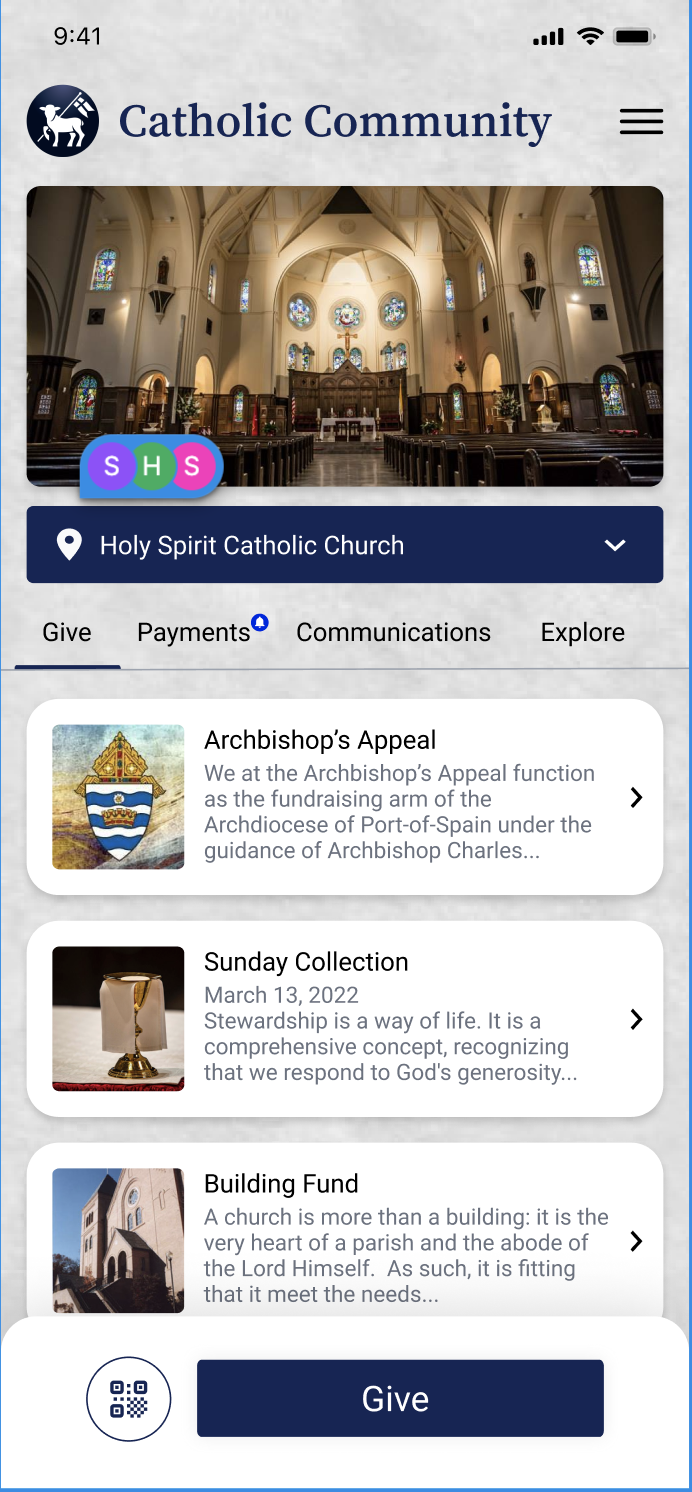 9:41
Catholic Community
S H S
Holy Spirit Catholic Church
Give Payments Communications Explore
Archbishop’s Appeal
We at the Archbishop’s Appeal function
as the fundraising arm of the
Archdiocese of Port-of-Spain under the
guidance of Archbishop Charles...
Sunday Collection
March 13, 2022
Stewardship is a way of life. It is a
comprehensive concept, recognizing
that we respond to God's generosity...
Building Fund
A church is more than a building: it is the
very heart of a parish and the abode of
the Lord Himself.  As such, it is fitting
that it meet the needs...
Give